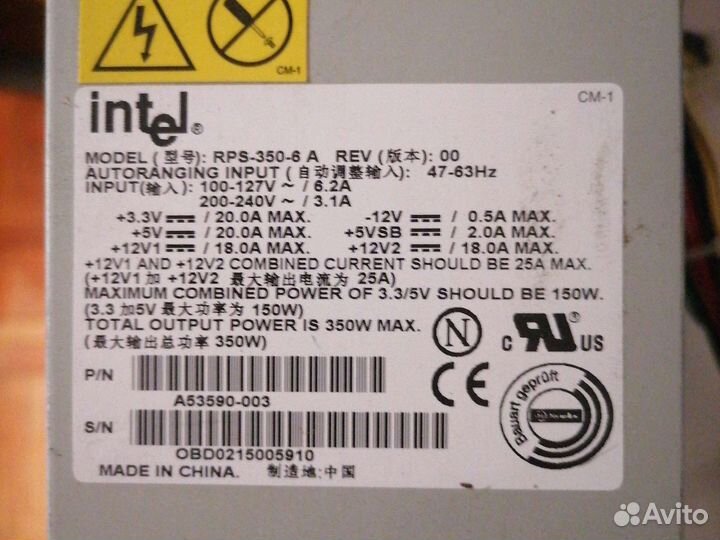 CM-1
intel®
CM-1
MODEL (型号): RPS-350-6 A REV (版本): 00
AUTORANGING INPUT (自动调整输入): 47-63Hz
INPUT(输入): 100-127V ~ / 6.2A
200-240V ~ / 3.1A
+3.3V ⎓ / 20.0A MAX. -12V ⎓ / 0.5A MAX.
+5V ⎓ / 20.0A MAX. +5VSB ⎓ / 2.0A MAX.
+12V1 ⎓ / 18.0A MAX. +12V2 ⎓ / 18.0A MAX.
+12V1 AND +12V2 COMBINED CURRENT SHOULD BE 25A MAX.
(+12V1 加 +12V2 最大输出电流为 25A)
MAXIMUM COMBINED POWER OF 3.3/5V SHOULD BE 150W.
(3.3 加5V 最大功率为 150W)
TOTAL OUTPUT POWER IS 350W MAX.
(最大输出总功率 350W)
N
c RU US
CE
P/N
A53590-003
S/N
OBD0215005910
Bauart geprüft
MADE IN CHINA. 制造地:中国
Avito